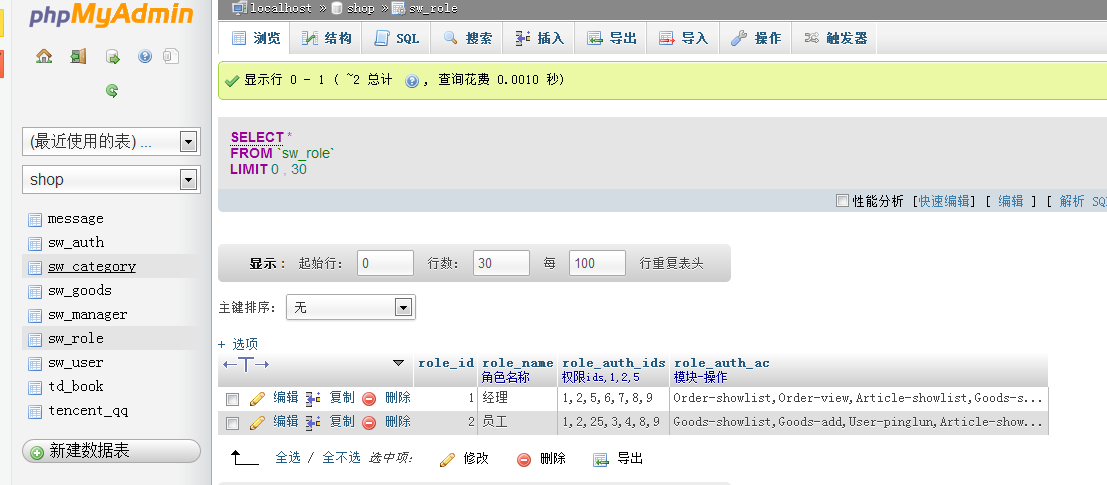 phpMyAdmin
(最近使用的表) ...
shop
message
sw_auth
sw_category
sw_goods
sw_manager
sw_role
sw_user
td_book
tencent_qq
新建数据表
localhost » shop » sw_role
浏览 结构 SQL 搜索 插入 导出 导入 操作 触发器
显示行 0 - 1 ( ~2 总计 , 查询花费 0.0010 秒)
SELECT *
FROM `sw_role`
LIMIT 0 , 30
性能分析 [快速编辑] [ 编辑 ] [ 解析 SQ
显示 : 起始行: 0 行数: 30 每 100 行重复表头
主键排序: 无
+ 选项
←T→ role_id role_name role_auth_ids role_auth_ac
角色名称 权限ids,1,2,5 模块-操作
编辑 复制 删除 1 经理 1,2,5,6,7,8,9 Order-showlist,Order-view,Article-showlist,Goods-s...
编辑 复制 删除 2 员工 1,2,25,3,4,8,9 Goods-showlist,Goods-add,User-pinglun,Article-show...
全选 / 全不选 选中项: 修改 删除 导出